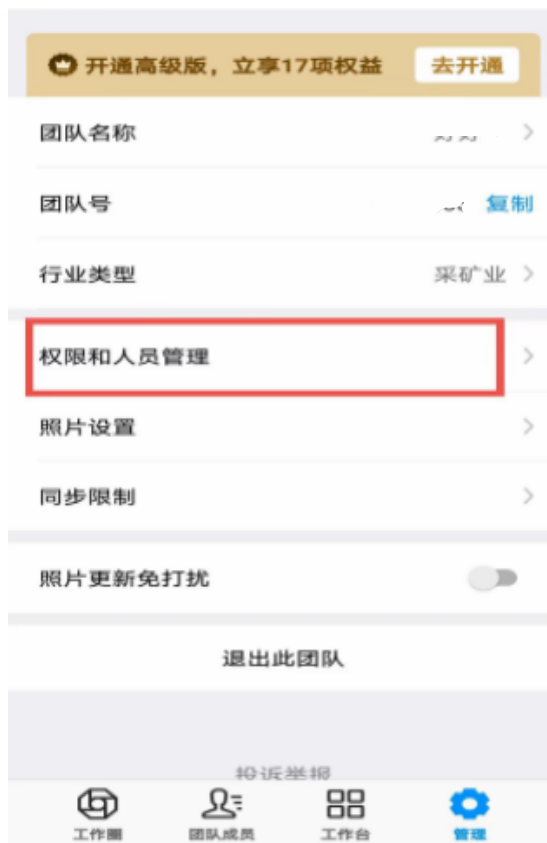 开通高级版，立享17项权益 去开通
团队名称
团队号 复制
行业类型 采矿业
权限和人员管理
照片设置
同步限制
照片更新免打扰
退出此团队
投诉举报
工作圈 团队成员 工作台 管理